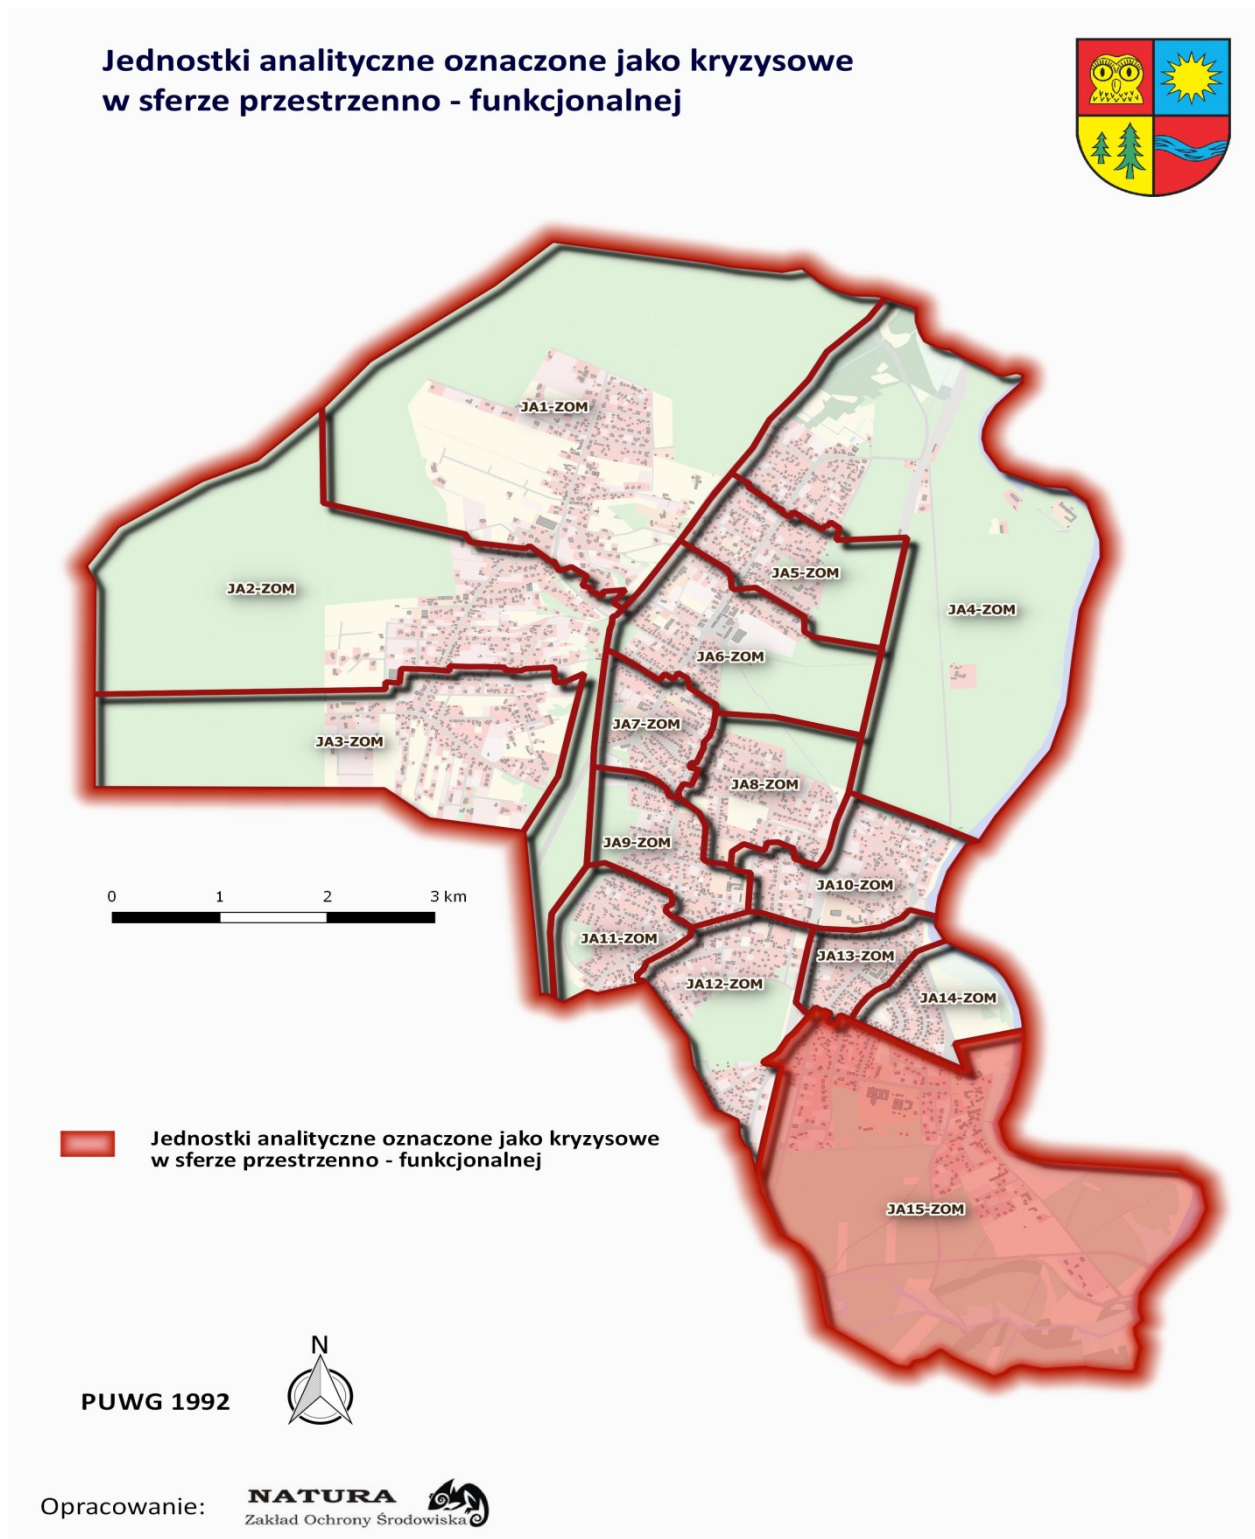 Jednostki analityczne oznaczone jako kryzysowe
w sferze przestrzenno - funkcjonalnej
JA1-ZOM
JA2-ZOM
JA5-ZOM
JA4-ZOM
JA6-ZOM
JA7-ZOM
JA3-ZOM
JA8-ZOM
JA9-ZOM
JA10-ZOM
0 1 2 3 km
JA11-ZOM
JA13-ZOM
JA12-ZOM
JA14-ZOM
Jednostki analityczne oznaczone jako kryzysowe
w sferze przestrzenno - funkcjonalnej
JA15-ZOM
N
PUWG 1992
Opracowanie:
NATURA
Zakład Ochrony Środowiska